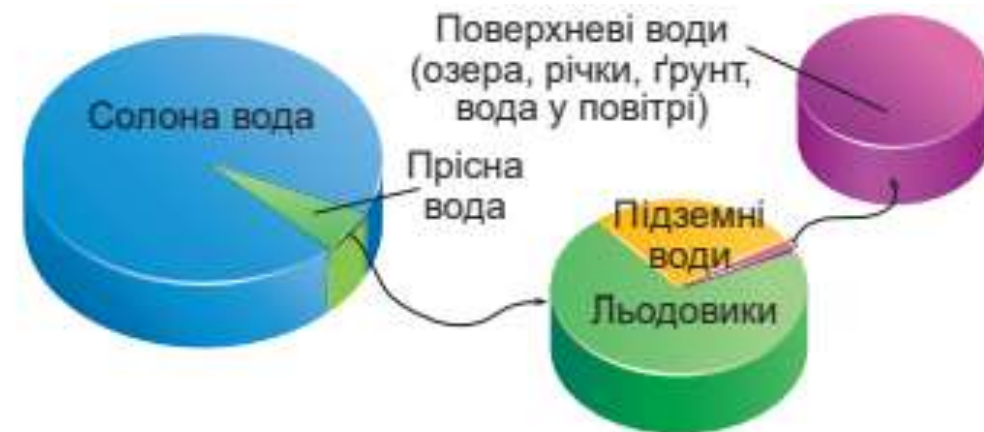 Солона вода
Прісна
вода
Поверхневі води
(озера, річки, ґрунт,
вода у повітрі)
Підземні
води
Льодовики